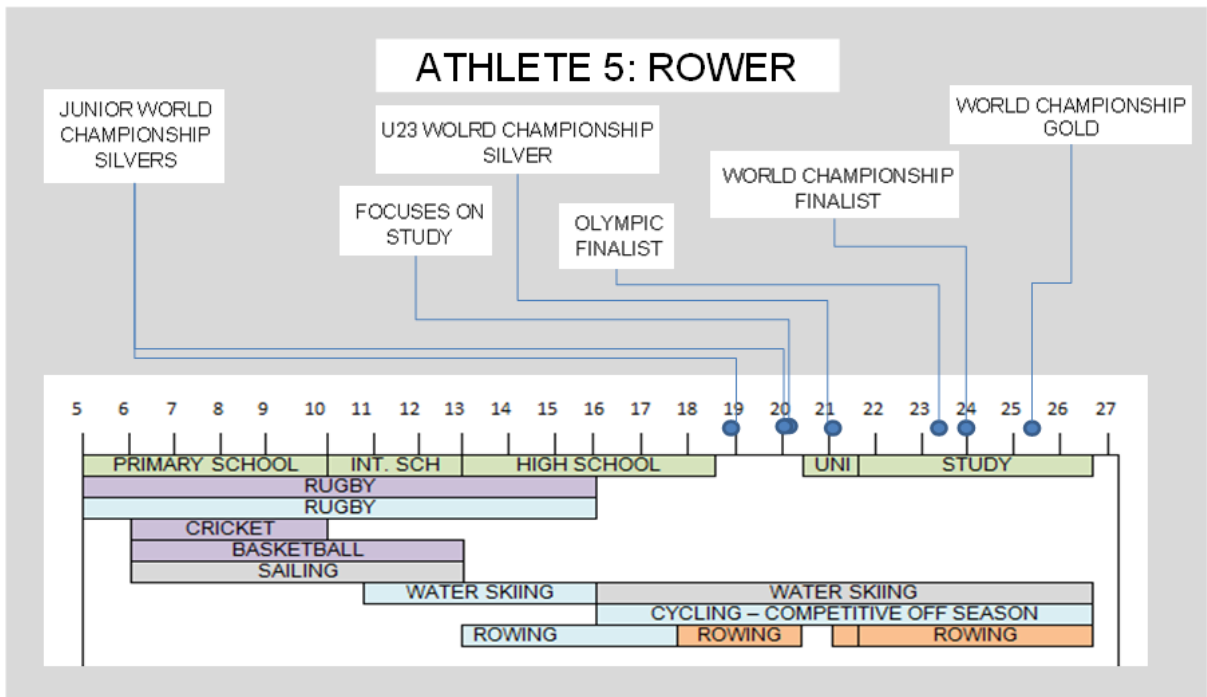 ATHLETE 5: ROWER
JUNIOR WORLD
CHAMPIONSHIP
SILVERS
U23 WOLRD CHAMPIONSHIP
SILVER
WORLD CHAMPIONSHIP
GOLD
FOCUSES ON
STUDY
OLYMPIC
FINALIST
WORLD CHAMPIONSHIP
FINALIST
5 6 7 8 9 10 11 12 13 14 15 16 17 18 19 20 21 22 23 24 25 26 27
PRIMARY SCHOOL INT. SCH HIGH SCHOOL UNI STUDY
RUGBY
RUGBY
CRICKET
BASKETBALL
SAILING
WATER SKIING WATER SKIING
CYCLING – COMPETITIVE OFF SEASON
ROWING ROWING ROWING